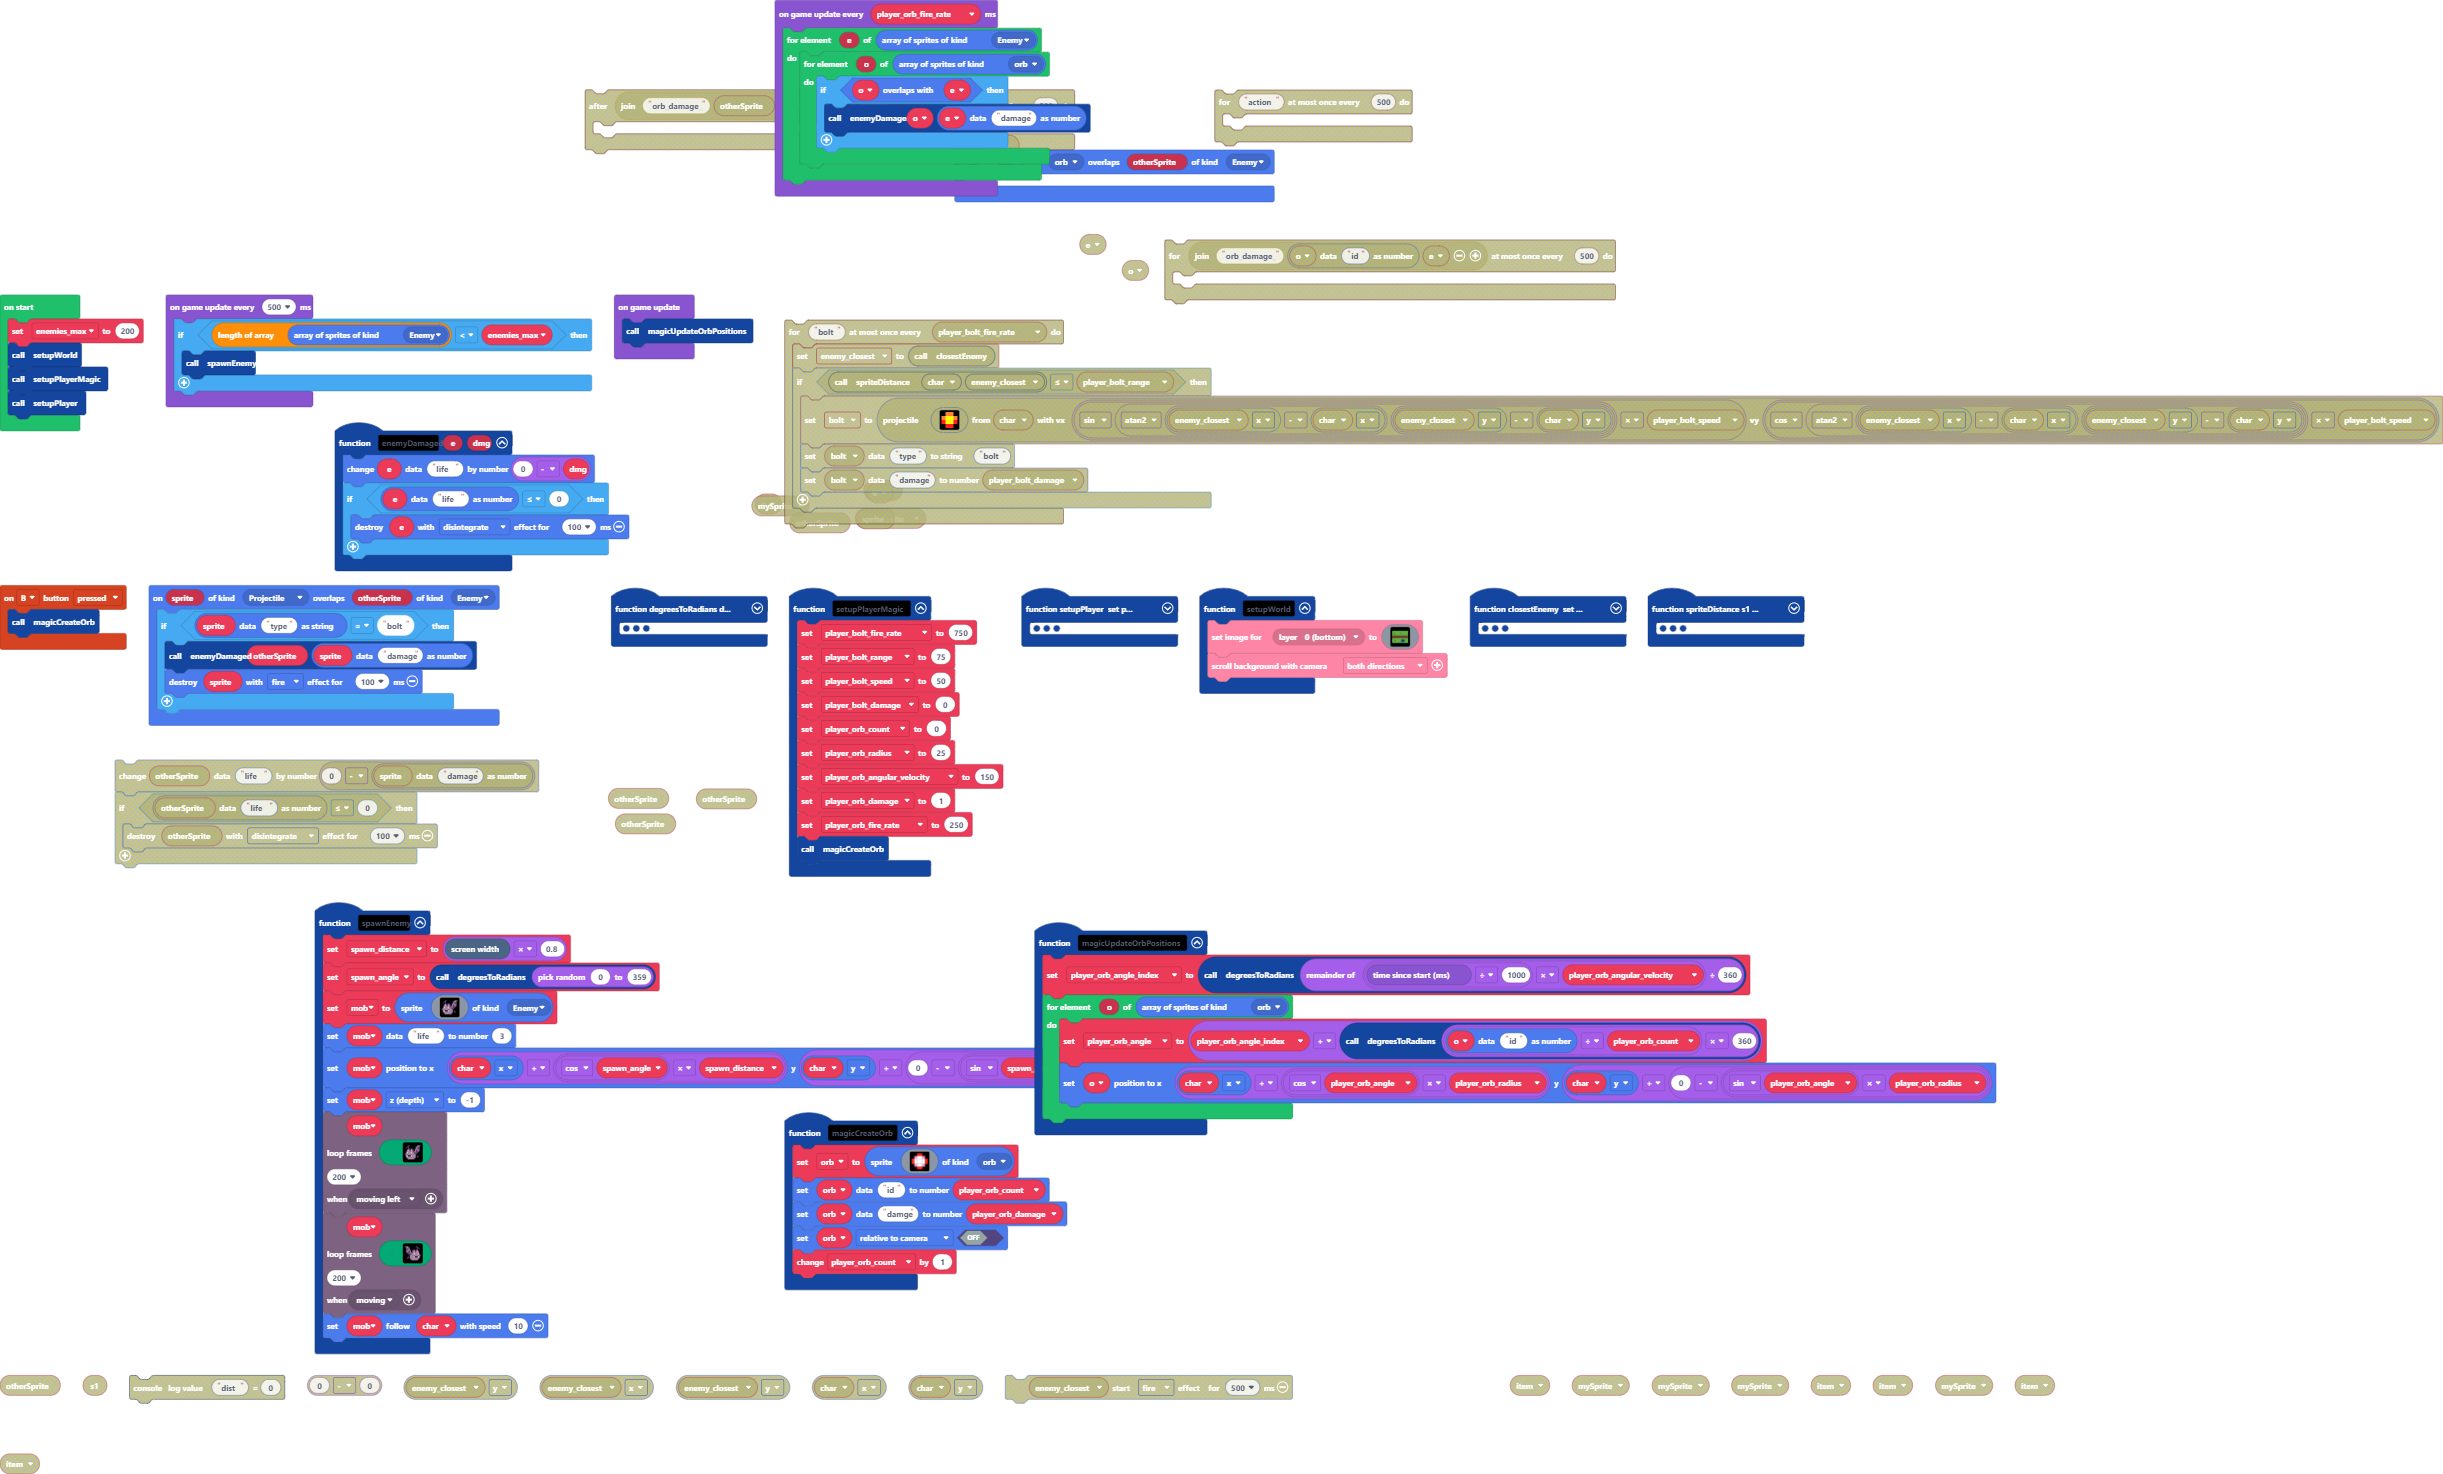 on game update every player_orb_fire_rate ms
for element e of array of sprites of kind Enemy
do for element o of array of sprites of kind orb
do if o overlaps with e then
call enemyDamage o e data "damage" as number
after join "orb damage" otherSprite
for "action" at most once every 500 do
orb overlaps otherSprite of kind Enemy
e
o
for join "orb damage" o data "id" as number e at most once every 500 do
on start
set enemies_max to 200
call setupWorld
call setupPlayerMagic
call setupPlayer
on game update every 500 ms
if length of array array of sprites of kind Enemy < enemies_max then
call spawnEnemy
on game update
call magicUpdateOrbPositions
for "bolt" at most once every player_bolt_fire_rate do
set enemy_closest to call closestEnemy
if call spriteDistance char enemy_closest ≤ player_bolt_range then
set bolt to projectile from char with vx sin atan2 enemy_closest x - char x enemy_closest y - char y × player_bolt_speed vy cos atan2 enemy_closest x - char x enemy_closest y - char y × player_bolt_speed
set bolt data "type" to string "bolt"
set bolt data "damage" to number player_bolt_damage
function enemyDamage e dmg
change e data "life" by number 0 - dmg
if e data "life" as number ≤ 0 then
destroy e with disintegrate effect for 100 ms
on B button pressed
call magicCreateOrb
on sprite of kind Projectile overlaps otherSprite of kind Enemy
if sprite data "type" as string = "bolt" then
call enemyDamaged otherSprite sprite data "damage" as number
destroy sprite with fire effect for 100 ms
function degreesToRadians d...
function setupPlayerMagic
set player_bolt_fire_rate to 750
set player_bolt_range to 75
set player_bolt_speed to 50
set player_bolt_damage to 0
set player_orb_count to 0
set player_orb_radius to 25
set player_orb_angular_velocity to 150
set player_orb_damage to 1
set player_orb_fire_rate to 250
call magicCreateOrb
function setupPlayer set p...
function setupWorld
set image for layer 0 (bottom) to
scroll background with camera both directions
function closestEnemy set ...
function spriteDistance s1 ...
change otherSprite data "life" by number 0 - sprite data "damage" as number
if otherSprite data "life" as number ≤ 0 then
destroy otherSprite with disintegrate effect for 100 ms
otherSprite otherSprite
otherSprite
function spawnEnemy
set spawn_distance to screen width × 0.8
set spawn_angle to call degreesToRadians pick random 0 to 359
set mob to sprite of kind Enemy
set mob data "life" to number 3
set mob position to x char x + cos spawn_angle × spawn_distance y char y + 0 - sin
set mob z (depth) to -1
mob
loop frames
200
when moving left
mob
loop frames
200
when moving
set mob follow char with speed 10
function magicUpdateOrbPositions
set player_orb_angle_index to call degreesToRadians remainder of time since start (ms) ÷ 1000 × player_orb_angular_velocity ÷ 360
for element o of array of sprites of kind orb
do
set player_orb_angle to player_orb_angle_index + call degreesToRadians o data "id" as number ÷ player_orb_count × 360
set o position to x char x + cos player_orb_angle × player_orb_radius y char y + 0 - sin player_orb_angle × player_orb_radius
function magicCreateOrb
set orb to sprite of kind orb
set orb data "id" to number player_orb_count
set orb data "damge" to number player_orb_damage
set orb relative to camera OFF
change player_orb_count by 1
otherSprite s1 console log value "dist" = 0 0 - 0 enemy_closest y enemy_closest x enemy_closest y char x char y enemy_closest start fire effect for 500 ms item mySprite mySprite mySprite item item mySprite item
item